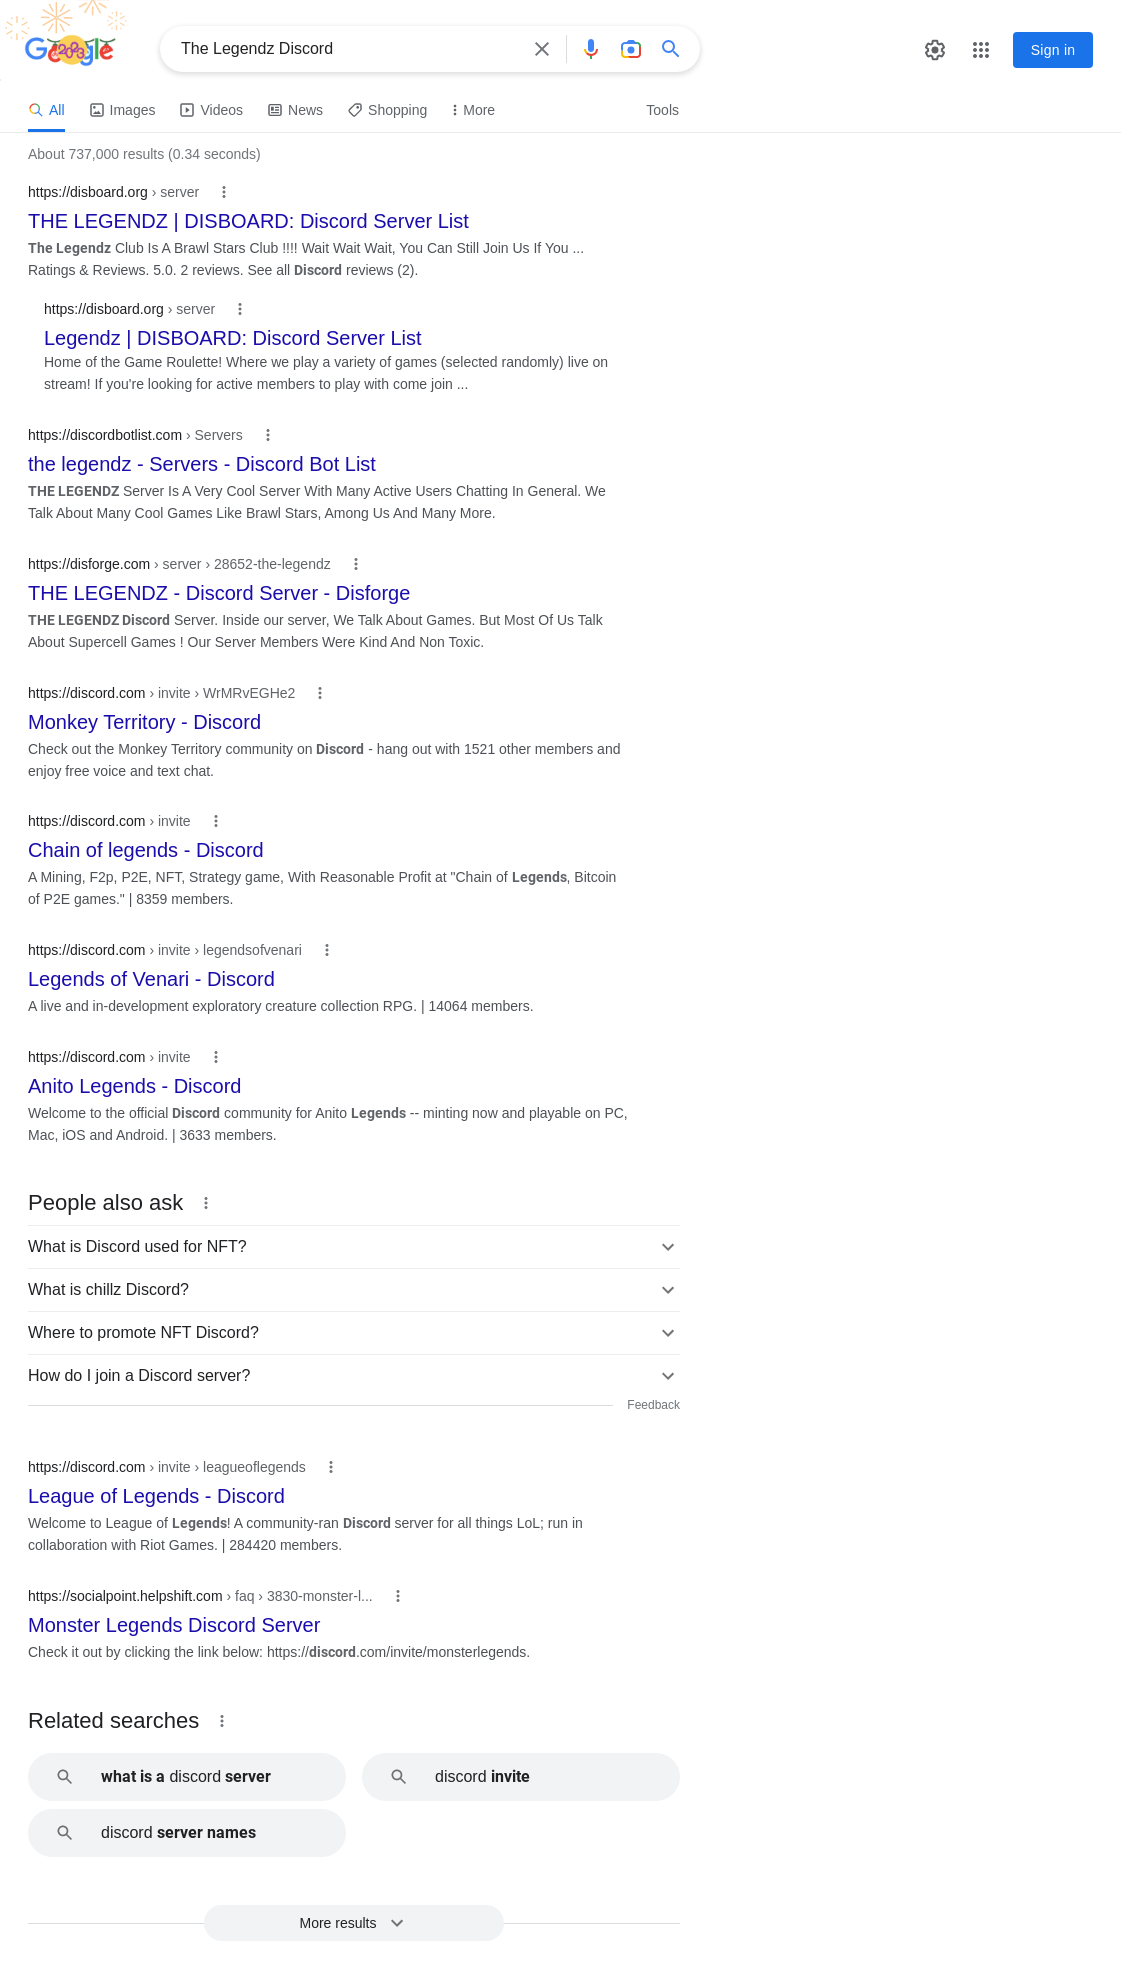 Google
The Legendz Discord
Sign in
All
Images
Videos
News
Shopping
More
Tools
About 737,000 results (0.34 seconds)
https://disboard.org › server
THE LEGENDZ | DISBOARD: Discord Server List
The Legendz Club Is A Brawl Stars Club !!!! Wait Wait Wait, You Can Still Join Us If You ...
Ratings & Reviews. 5.0. 2 reviews. See all Discord reviews (2).
https://disboard.org › server
Legendz | DISBOARD: Discord Server List
Home of the Game Roulette! Where we play a variety of games (selected randomly) live on
stream! If you're looking for active members to play with come join ...
https://discordbotlist.com › Servers
the legendz - Servers - Discord Bot List
THE LEGENDZ Server Is A Very Cool Server With Many Active Users Chatting In General. We
Talk About Many Cool Games Like Brawl Stars, Among Us And Many More.
https://disforge.com › server › 28652-the-legendz
THE LEGENDZ - Discord Server - Disforge
THE LEGENDZ Discord Server. Inside our server, We Talk About Games. But Most Of Us Talk
About Supercell Games ! Our Server Members Were Kind And Non Toxic.
https://discord.com › invite › WrMRvEGHe2
Monkey Territory - Discord
Check out the Monkey Territory community on Discord - hang out with 1521 other members and
enjoy free voice and text chat.
https://discord.com › invite
Chain of legends - Discord
A Mining, F2p, P2E, NFT, Strategy game, With Reasonable Profit at "Chain of Legends, Bitcoin
of P2E games." | 8359 members.
https://discord.com › invite › legendsofvenari
Legends of Venari - Discord
A live and in-development exploratory creature collection RPG. | 14064 members.
https://discord.com › invite
Anito Legends - Discord
Welcome to the official Discord community for Anito Legends -- minting now and playable on PC,
Mac, iOS and Android. | 3633 members.
People also ask
What is Discord used for NFT?
What is chillz Discord?
Where to promote NFT Discord?
How do I join a Discord server?
Feedback
https://discord.com › invite › leagueoflegends
League of Legends - Discord
Welcome to League of Legends! A community-ran Discord server for all things LoL; run in
collaboration with Riot Games. | 284420 members.
https://socialpoint.helpshift.com › faq › 3830-monster-l...
Monster Legends Discord Server
Check it out by clicking the link below: https://discord.com/invite/monsterlegends.
Related searches
what is a discord server
discord invite
discord server names
More results